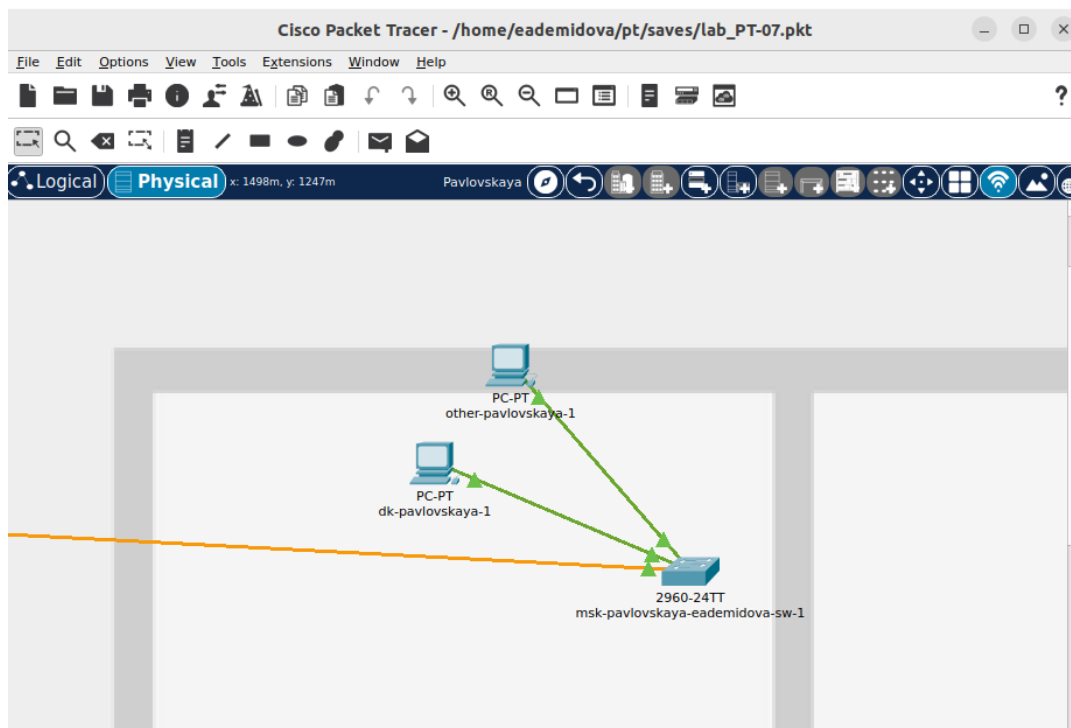 Cisco Packet Tracer - /home/eademidova/pt/saves/lab_PT-07.pkt
File Edit Options View Tools Extensions Window Help
Logical Physical x: 1498m, y: 1247m Pavlovskaya
PC-PT
other-pavlovskaya-1
PC-PT
dk-pavlovskaya-1
2960-24TT
msk-pavlovskaya-eademidova-sw-1